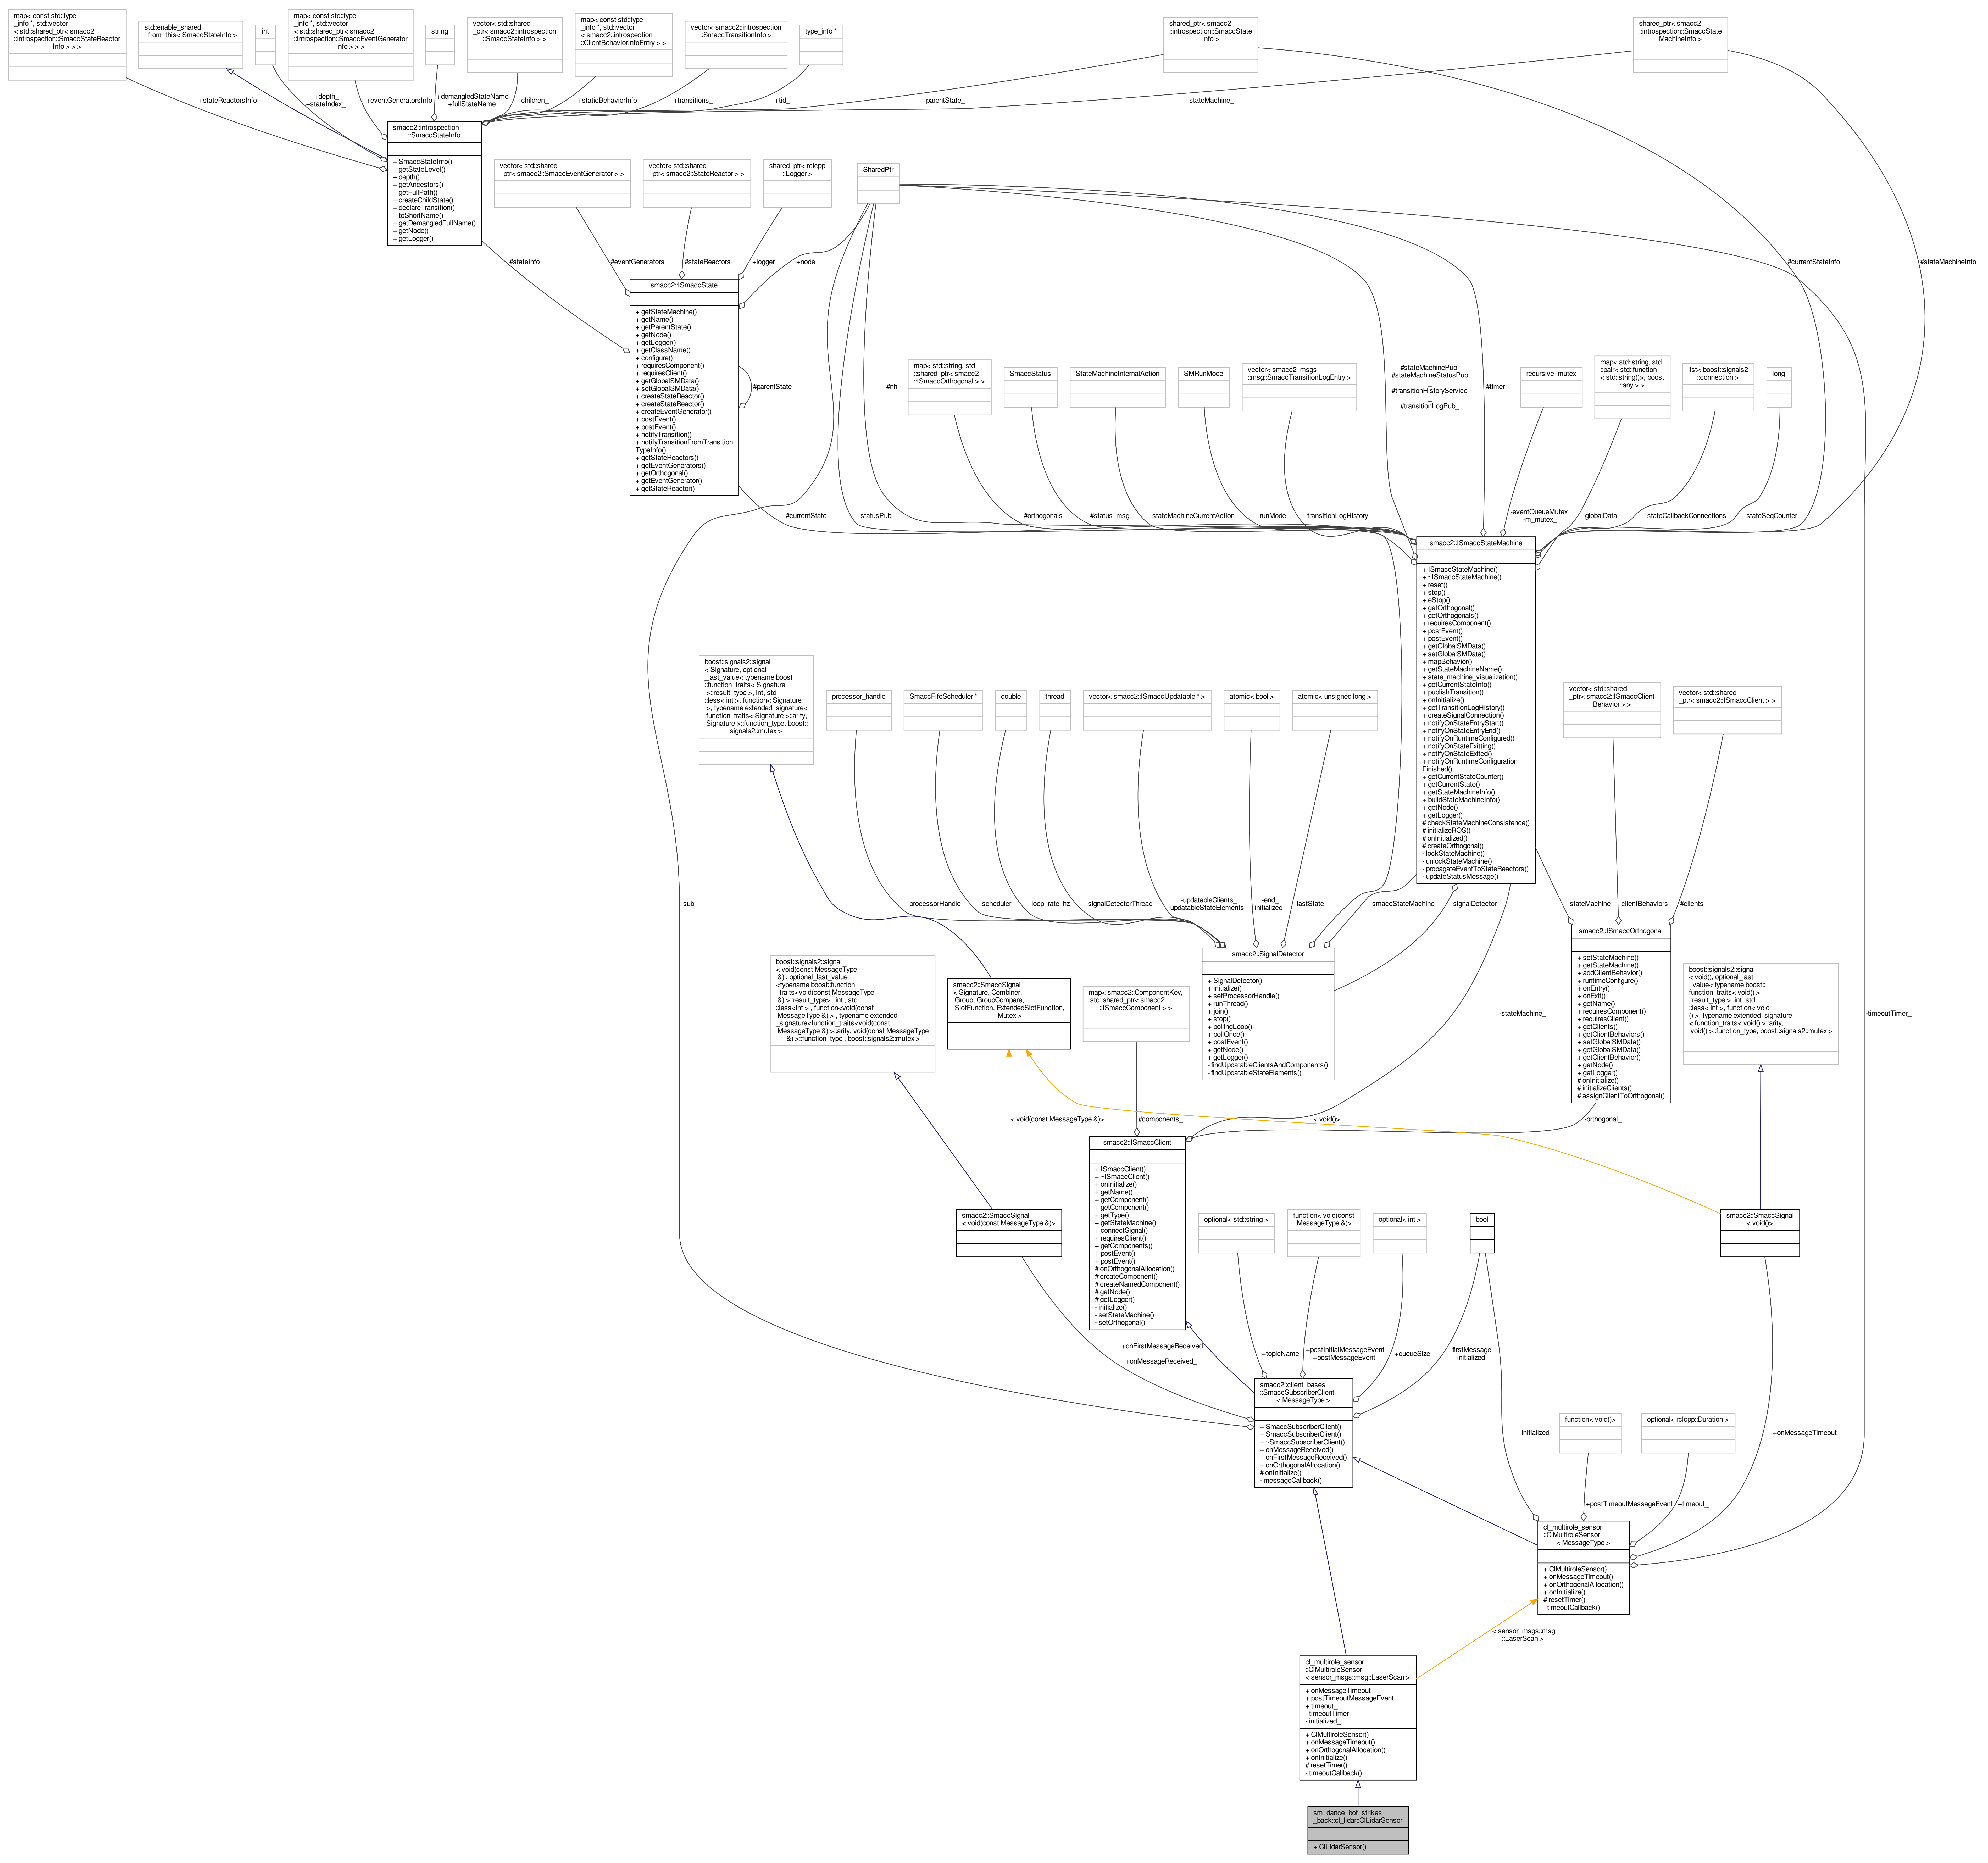 map< const std::type
_info *, std::vector
< std::shared_ptr< smacc2
::introspection::SmaccStateReactor
Info > > >
std::enable_shared
_from_this< SmaccStateInfo >
int
map< const std::type
_info *, std::vector
< std::shared_ptr< smacc2
::introspection::SmaccEventGenerator
Info > > >
string
vector< std::shared
_ptr< smacc2::introspection
::SmaccStateInfo > >
map< const std::type
_info *, std::vector
< smacc2::introspection
::ClientBehaviorInfoEntry > >
vector< smacc2::introspection
::SmaccTransitionInfo >
type_info *
shared_ptr< smacc2
::introspection::SmaccState
Info >
shared_ptr< smacc2
::introspection::SmaccState
MachineInfo >
+stateReactorsInfo
+depth_
+stateIndex_
+eventGeneratorsInfo
+demangledStateName
+fullStateName
+children_
+staticBehaviorInfo
+transitions_
+tid_
+parentState_
+stateMachine_
smacc2::introspection
::SmaccStateInfo
+ SmaccStateInfo()
+ getStateLevel()
+ depth()
+ getAncestors()
+ getFullPath()
+ createChildState()
+ declareTransition()
+ toShortName()
+ getDemangledFullName()
+ getNode()
+ getLogger()
vector< std::shared
_ptr< smacc2::SmaccEventGenerator > >
vector< std::shared
_ptr< smacc2::StateReactor > >
shared_ptr< rclcpp
::Logger >
SharedPtr
#stateInfo_
#eventGenerators_
#stateReactors_
+logger_
+node_
#currentStateInfo_
#stateMachineInfo_
smacc2::ISmaccState
+ getStateMachine()
+ getName()
+ getParentState()
+ getNode()
+ getLogger()
+ getClassName()
+ configure()
+ requiresComponent()
+ requiresClient()
+ getGlobalSMData()
+ setGlobalSMData()
+ createStateReactor()
+ createStateReactor()
+ createEventGenerator()
+ postEvent()
+ postEvent()
+ notifyTransition()
+ notifyTransitionFromTransition
TypeInfo()
+ getStateReactors()
+ getEventGenerators()
+ getOrthogonal()
+ getEventGenerator()
+ getStateReactor()
#parentState_
#nh_
map< std::string, std
::shared_ptr< smacc2
::ISmaccOrthogonal > >
SmaccStatus
StateMachineInternalAction
SMRunMode
vector< smacc2_msgs
::msg::SmaccTransitionLogEntry >
#stateMachinePub_
#stateMachineStatusPub
_
#transitionHistoryService
_
#transitionLogPub_
#timer_
recursive_mutex
map< std::string, std
::pair< std::function
< std::string()>, boost
::any > >
list< boost::signals2
::connection >
long
#currentState_
-statusPub_
#orthogonals_
#status_msg_
-stateMachineCurrentAction
-runMode_
-transitionLogHistory_
-eventQueueMutex_
-m_mutex_
-globalData_
-stateCallbackConnections
-stateSeqCounter_
smacc2::ISmaccStateMachine
+ ISmaccStateMachine()
+ ~ISmaccStateMachine()
+ reset()
+ stop()
+ eStop()
+ getOrthogonal()
+ getOrthogonals()
+ requiresComponent()
+ postEvent()
+ postEvent()
+ getGlobalSMData()
+ setGlobalSMData()
+ mapBehavior()
+ getStateMachineName()
+ state_machine_visualization()
+ getCurrentStateInfo()
+ publishTransition()
+ onInitialize()
+ getTransitionLogHistory()
+ createSignalConnection()
+ notifyOnStateEntryStart()
+ notifyOnStateEntryEnd()
+ notifyOnRuntimeConfigured()
+ notifyOnStateExitting()
+ notifyOnStateExited()
+ notifyOnRuntimeConfiguration
Finished()
+ getCurrentStateCounter()
+ getCurrentState()
+ getStateMachineInfo()
+ buildStateMachineInfo()
+ getNode()
+ getLogger()
# checkStateMachineConsistence()
# initializeROS()
# onInitialized()
# createOrthogonal()
- lockStateMachine()
- unlockStateMachine()
- propagateEventToStateReactors()
- updateStatusMessage()
boost::signals2::signal
< Signature, optional
_last_value< typename boost
::function_traits< Signature
>::result_type >, int, std
::less< int >, function< Signature
>, typename extended_signature<
function_traits< Signature >::arity,
Signature >::function_type, boost::
signals2::mutex >
processor_handle
SmaccFifoScheduler *
double
thread
vector< smacc2::ISmaccUpdatable * >
atomic< bool >
atomic< unsigned long >
vector< std::shared
_ptr< smacc2::ISmaccClient
Behavior > >
vector< std::shared
_ptr< smacc2::ISmaccClient > >
-sub_
-processorHandle_
-scheduler_
-loop_rate_hz
-signalDetectorThread_
-updatableClients_
-updatableStateElements_
-end_
-initialized_
-lastState_
-smaccStateMachine_
-signalDetector_
-stateMachine_
-clientBehaviors_
#clients_
-timeoutTimer_
smacc2::SignalDetector
+ SignalDetector()
+ initialize()
+ setProcessorHandle()
+ runThread()
+ join()
+ stop()
+ pollingLoop()
+ pollOnce()
+ postEvent()
+ getNode()
+ getLogger()
- findUpdatableClientsAndComponents()
- findUpdatableStateElements()
smacc2::ISmaccOrthogonal
+ setStateMachine()
+ getStateMachine()
+ addClientBehavior()
+ runtimeConfigure()
+ onEntry()
+ onExit()
+ getName()
+ requiresComponent()
+ requiresClient()
+ getClients()
+ getClientBehaviors()
+ setGlobalSMData()
+ getGlobalSMData()
+ getClientBehavior()
+ getNode()
+ getLogger()
# onInitialize()
# initializeClients()
# assignClientToOrthogonal()
boost::signals2::signal
< void(const MessageType
&) , optional_last_value
<typename boost::function
_traits<void(const MessageType
&) >::result_type> , int , std
::less<int > , function<void(const
MessageType &) > , typename extended
_signature<function_traits<void(const
MessageType &) >::arity, void(const MessageType
&) >::function_type , boost::signals2::mutex >
smacc2::SmaccSignal
< Signature, Combiner,
Group, GroupCompare,
SlotFunction, ExtendedSlotFunction,
Mutex >
map< smacc2::ComponentKey,
std::shared_ptr< smacc2
::ISmaccComponent > >
boost::signals2::signal
< void(), optional_last
_value< typename boost::
function_traits< void() >
::result_type >, int, std
::less< int >, function< void
() >, typename extended_signature
< function_traits< void() >::arity,
void() >::function_type, boost::signals2::mutex >
-stateMachine_
< void(const MessageType &)>
#components_
< void()>
-orthogonal_
smacc2::ISmaccClient
+ ISmaccClient()
+ ~ISmaccClient()
+ onInitialize()
+ getName()
+ getComponent()
+ getComponent()
+ getType()
+ getStateMachine()
+ connectSignal()
+ requiresClient()
+ getComponents()
+ postEvent()
+ postEvent()
# onOrthogonalAllocation()
# createComponent()
# createNamedComponent()
# getNode()
# getLogger()
- initialize()
- setStateMachine()
- setOrthogonal()
smacc2::SmaccSignal
< void(const MessageType &)>
optional< std::string >
function< void(const
MessageType &)>
optional< int >
bool
smacc2::SmaccSignal
< void()>
+onFirstMessageReceived
_
+onMessageReceived_
+topicName
+postInitialMessageEvent
+postMessageEvent
+queueSize
-firstMessage_
-initialized_
smacc2::client_bases
::SmaccSubscriberClient
< MessageType >
+ SmaccSubscriberClient()
+ SmaccSubscriberClient()
+ ~SmaccSubscriberClient()
+ onMessageReceived()
+ onFirstMessageReceived()
+ onOrthogonalAllocation()
# onInitialize()
- messageCallback()
function< void()>
optional< rclcpp::Duration >
-initialized_
+onMessageTimeout_
+postTimeoutMessageEvent
+timeout_
cl_multirole_sensor
::ClMultiroleSensor
< MessageType >
+ ClMultiroleSensor()
+ onMessageTimeout()
+ onOrthogonalAllocation()
+ onInitialize()
# resetTimer()
- timeoutCallback()
< sensor_msgs::msg
::LaserScan >
cl_multirole_sensor
::ClMultiroleSensor
< sensor_msgs::msg::LaserScan >
+ onMessageTimeout_
+ postTimeoutMessageEvent
+ timeout_
- timeoutTimer_
- initialized_
+ ClMultiroleSensor()
+ onMessageTimeout()
+ onOrthogonalAllocation()
+ onInitialize()
# resetTimer()
- timeoutCallback()
sm_dance_bot_strikes
_back::cl_lidar::ClLidarSensor
+ ClLidarSensor()